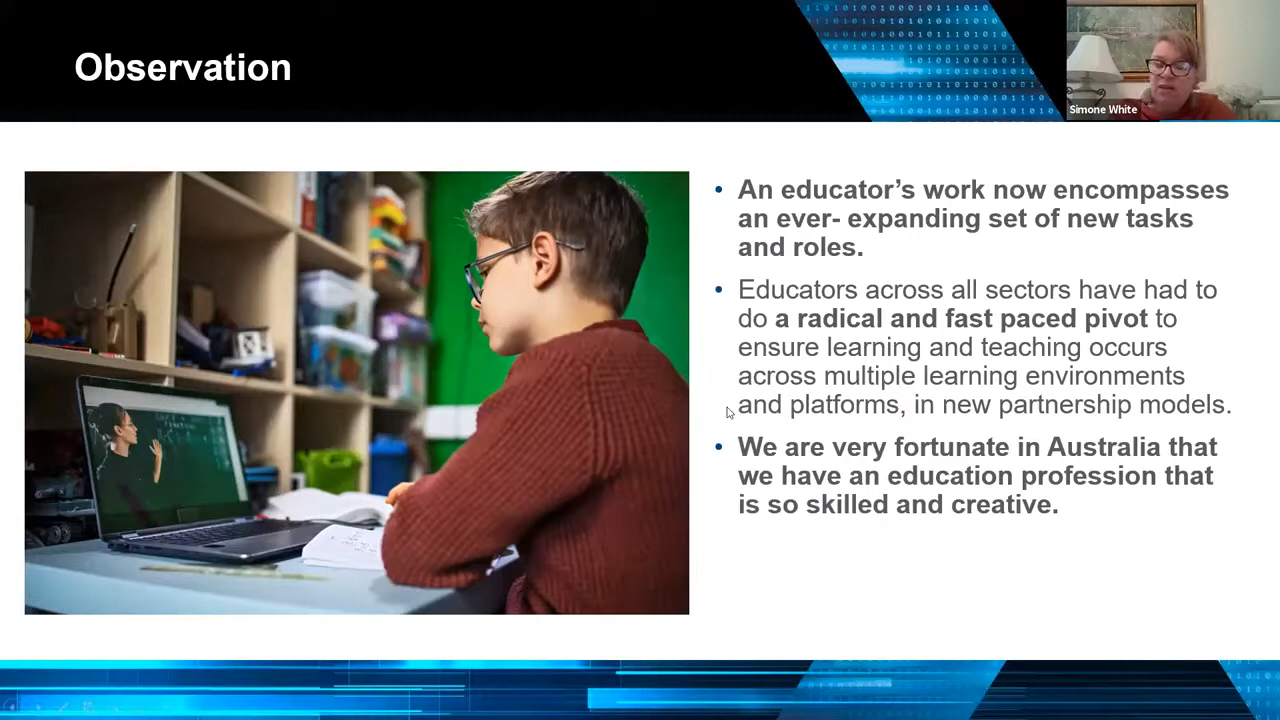 Observation
Simone White
An educator’s work now encompasses
an ever- expanding set of new tasks
and roles.
Educators across all sectors have had to
do a radical and fast paced pivot to
ensure learning and teaching occurs
across multiple learning environments
and platforms, in new partnership models.
We are very fortunate in Australia that
we have an education profession that
is so skilled and creative.